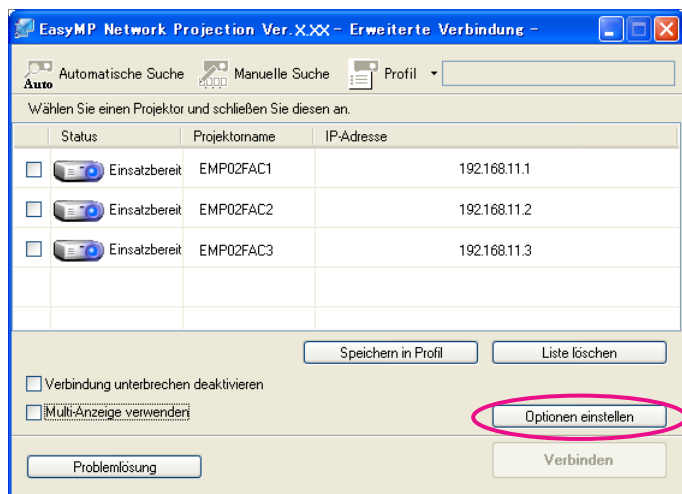 EasyMP Network Projection Ver.X.XX – Erweiterte Verbindung –
Auto Automatische Suche Manuelle Suche Profil
Wählen Sie einen Projektor und schließen Sie diesen an.
Status Projektorname IP-Adresse
Einsatzbereit EMP02FAC1 192.168.11.1
Einsatzbereit EMP02FAC2 192.168.11.2
Einsatzbereit EMP02FAC3 192.168.11.3
Speichern in Profil Liste löschen
Verbindung unterbrechen deaktivieren
Multi-Anzeige verwenden
Optionen einstellen
Problemlösung Verbinden